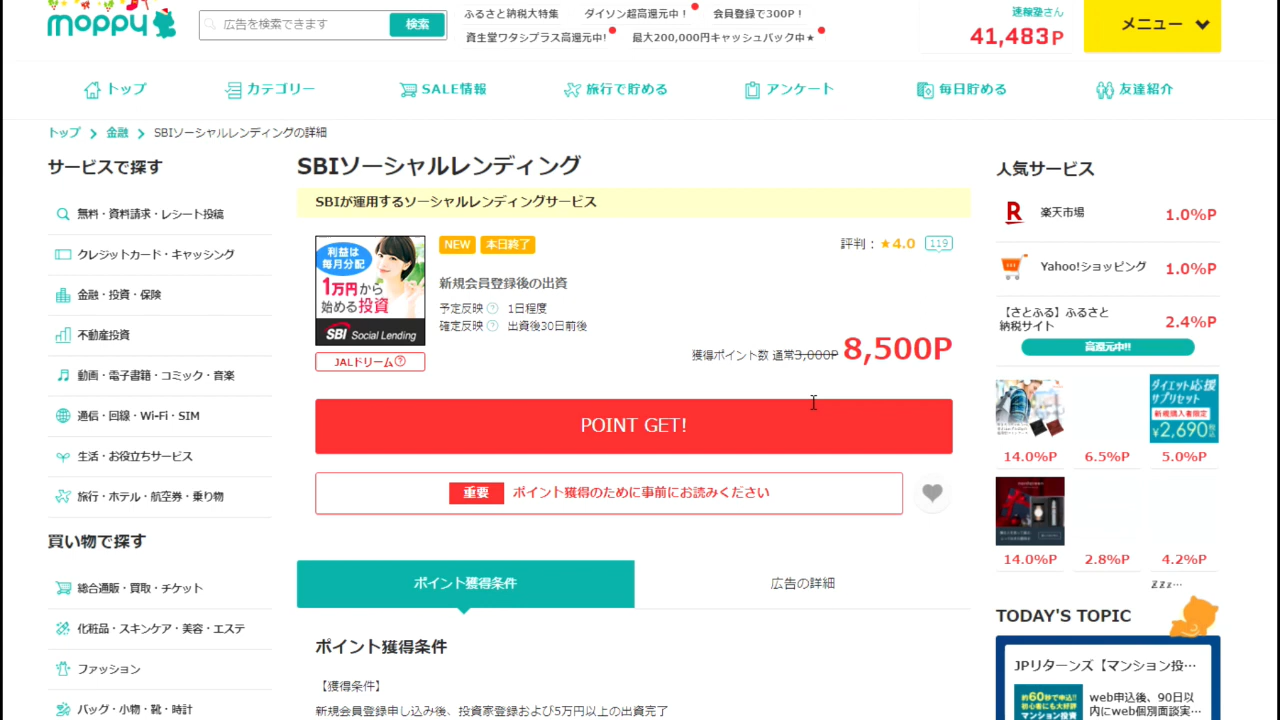 moppy
広告を検索できます
検索
ふるさと納税大特集
ダイソン超高還元中！
会員登録で300P！
資生堂ワタシプラス高還元中!
最大200,000円キャッシュバック中★
速輪塾さん
41,483P
メニュー
トップ
カテゴリー
SALE情報
旅行で貯める
アンケート
毎日貯める
友達紹介
トップ
金融
SBIソーシャルレンディングの詳細
サービスで探す
無料・資料請求・レシート投稿
クレジットカード・キャッシング
金融・投資・保険
不動産投資
動画・電子書籍・コミック・音楽
通信・回線・Wi-Fi・SIM
生活・お役立ちサービス
旅行・ホテル・航空券・乗り物
買い物で探す
総合通販・買取・チケット
化粧品・スキンケア・美容・エステ
ファッション
バッグ・小物・靴・時計
SBIソーシャルレンディング
SBIが運用するソーシャルレンディングサービス
利益は
毎月分配
1万円から
始める投資
SBI Social Lending
JALドリーム?
NEW
本日終了
評判：★4.0 119
新規会員登録後の出資
予定反映 ? 1日程度
確定反映 ? 出資後30日前後
獲得ポイント数 通常3,000P 8,500P
POINT GET!
重要
ポイント獲得のために事前にお読みください
ポイント獲得条件
広告の詳細
ポイント獲得条件
【獲得条件】
新規会員登録申し込み後、投資家登録および5万円以上の出資完了
人気サービス
R
楽天市場
1.0%P
Yahoo!ショッピング
1.0%P
【さとふる】ふるさと
納税サイト
2.4%P
高還元中!!
ダイエット応援
サプリセット
新規購入者限定
¥2,690
14.0%P
6.5%P
5.0%P
14.0%P
2.8%P
4.2%P
zzz…
TODAY'S TOPIC
JPリターンズ【マンション投…
約60秒で申込!!
初心者にも大好評
マンション投資
web申込後、90日以
内にweb個別面談実…